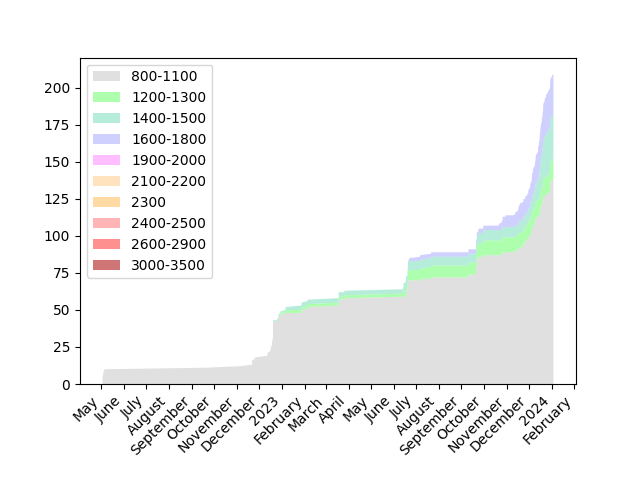 800-1100
1200-1300
1400-1500
1600-1800
1900-2000
2100-2200
2300
2400-2500
2600-2900
3000-3500
200
175
150
125
100
75
50
25
0
May
June
July
August
September
October
November
December
2023
February
March
April
May
June
July
August
September
October
November
December
2024
February